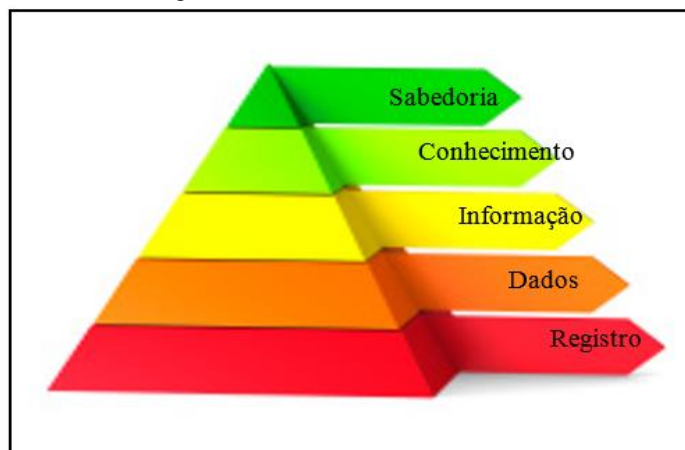 Sabedoria
Conhecimento
Informação
Dados
Registro